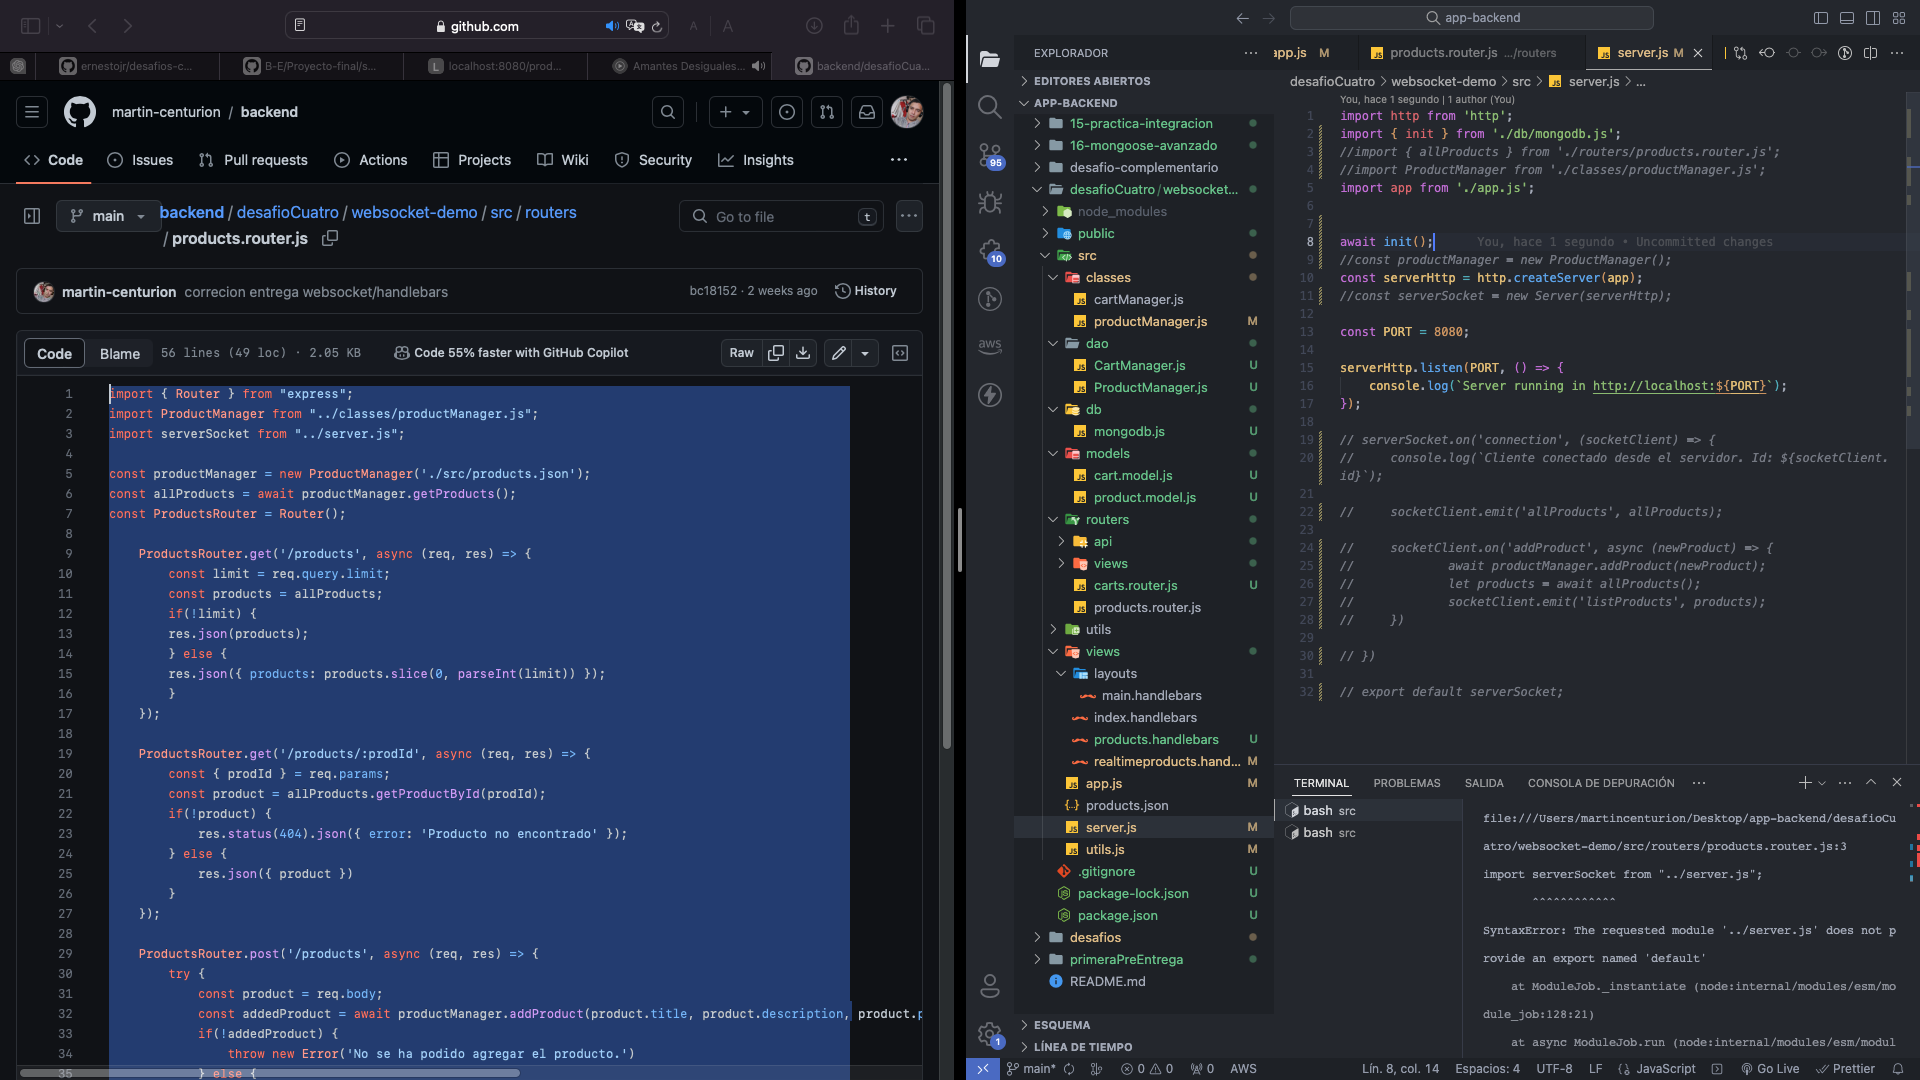 github.com
ernestojr/desafios-c...
B-E/Proyecto-final/s...
localhost:8080/prod...
Amantes Desiguales...
backend/desafioCua...
martin-centurion / backend
Code
Issues
Pull requests
Actions
Projects
Wiki
Security
Insights
main
backend / desafioCuatro / websocket-demo / src / routers
/ products.router.js
Go to file
t
martin-centurion correcion entrega websocket/handlebars
bc18152 · 2 weeks ago
History
Code
Blame
56 lines (49 loc) · 2.05 KB
Code 55% faster with GitHub Copilot
Raw
1 import { Router } from "express";
2 import ProductManager from "../classes/productManager.js";
3 import serverSocket from "../server.js";
4
5 const productManager = new ProductManager('./src/products.json');
6 const allProducts = await productManager.getProducts();
7 const ProductsRouter = Router();
8
9 ProductsRouter.get('/products', async (req, res) => {
10 const limit = req.query.limit;
11 const products = allProducts;
12 if(!limit) {
13 res.json(products);
14 } else {
15 res.json({ products: products.slice(0, parseInt(limit)) });
16 }
17 });
18
19 ProductsRouter.get('/products/:prodId', async (req, res) => {
20 const { prodId } = req.params;
21 const product = allProducts.getProductById(prodId);
22 if(!product) {
23 res.status(404).json({ error: 'Producto no encontrado' });
24 } else {
25 res.json({ product })
26 }
27 });
28
29 ProductsRouter.post('/products', async (req, res) => {
30 try {
31 const product = req.body;
32 const addedProduct = await productManager.addProduct(product.title, product.description, product.p
33 if(!addedProduct) {
34 throw new Error('No se ha podido agregar el producto.')
35 } else {
app-backend
95
10
aws
1
EXPLORADOR
EDITORES ABIERTOS
APP-BACKEND
15-practica-integracion
16-mongoose-avanzado
desafio-complementario
desafioCuatro/websocket...
node_modules
public
src
classes
cartManager.js
productManager.js M
dao
CartManager.js U
ProductManager.js U
db
mongodb.js U
models
cart.model.js U
product.model.js U
routers
api
views
carts.router.js U
products.router.js
utils
views
layouts
main.handlebars
index.handlebars
products.handlebars U
realtimeproducts.hand... M
app.js M
products.json
server.js M
utils.js M
.gitignore U
package-lock.json U
package.json U
desafios
primeraPreEntrega
README.md
ESQUEMA
LÍNEA DE TIEMPO
app.js M
products.router.js .../routers
server.js M
desafioCuatro > websocket-demo > src > server.js > ...
You, hace 1 segundo | 1 author (You)
1 import http from 'http';
2 import { init } from './db/mongodb.js';
3 //import { allProducts } from './routers/products.router.js';
4 //import ProductManager from './classes/productManager.js';
5 import app from './app.js';
6
7
8 await init(); You, hace 1 segundo • Uncommitted changes
9 //const productManager = new ProductManager();
10 const serverHttp = http.createServer(app);
11 //const serverSocket = new Server(serverHttp);
12
13 const PORT = 8080;
14
15 serverHttp.listen(PORT, () => {
16 console.log(`Server running in http://localhost:${PORT}`);
17 });
18
19 // serverSocket.on('connection', (socketClient) => {
20 // console.log(`Cliente conectado desde el servidor. Id: ${socketClient.
id}`);
21
22 // socketClient.emit('allProducts', allProducts);
23
24 // socketClient.on('addProduct', async (newProduct) => {
25 // await productManager.addProduct(newProduct);
26 // let products = await allProducts();
27 // socketClient.emit('listProducts', products);
28 // })
29
30 // })
31
32 // export default serverSocket;
TERMINAL
PROBLEMAS
SALIDA
CONSOLA DE DEPURACIÓN
bash src
bash src
file:///Users/martincenturion/Desktop/app-backend/desafioCu
atro/websocket-demo/src/routers/products.router.js:3
import serverSocket from "../server.js";
^^^^^^^^^^^^
SyntaxError: The requested module '../server.js' does not p
rovide an export named 'default'
at ModuleJob._instantiate (node:internal/modules/esm/mo
dule_job:128:21)
at async ModuleJob.run (node:internal/modules/esm/modul
main*
0 0
0
AWS
Lín. 8, col. 14
Espacios: 4
UTF-8
LF
JavaScript
Go Live
Prettier